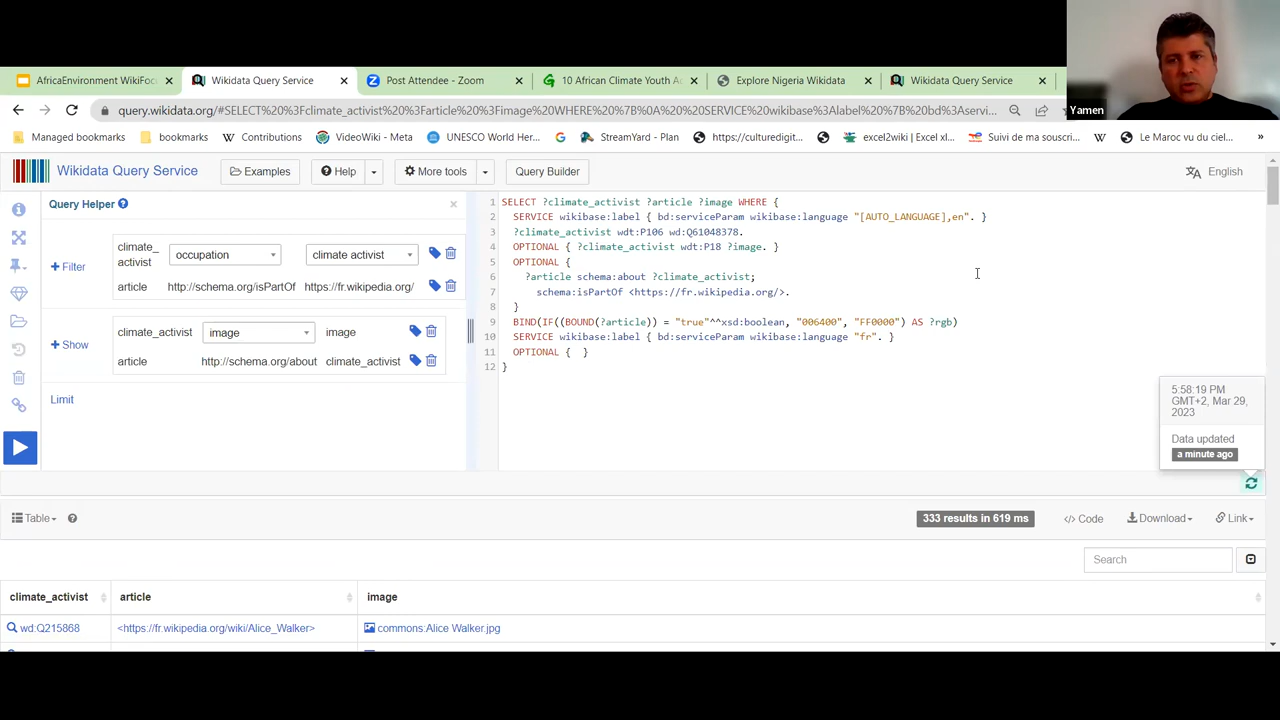 AfricaEnvironment WikiFoc
Wikidata Query Service
Post Attendee - Zoom
10 African Climate Youth A
Explore Nigeria Wikidata
Wikidata Query Service
Yamen
query.wikidata.org/#SELECT%20%3Fclimate_activist%20%3Farticle%20%3Fimage%20WHERE%20%7B%0A%20%20SERVICE%20wikibase%3Alabel%20%7B%20bd%3Aservi...
Managed bookmarks
bookmarks
Contributions
VideoWiki - Meta
UNESCO World Her...
StreamYard - Plan
https://culturedigit...
excel2wiki | Excel xl...
Suivi de ma souscri...
Le Maroc vu du ciel...
»
Wikidata Query Service
Examples
Help
More tools
Query Builder
English
Query Helper
climate_
activist
occupation
climate activist
+ Filter
article
http://schema.org/isPartOf
https://fr.wikipedia.org/
climate_activist
image
image
+ Show
article
http://schema.org/about
climate_activist
Limit
1 SELECT ?climate_activist ?article ?image WHERE {
2 SERVICE wikibase:label { bd:serviceParam wikibase:language "[AUTO_LANGUAGE],en". }
3 ?climate_activist wdt:P106 wd:Q61048378.
4 OPTIONAL { ?climate_activist wdt:P18 ?image. }
5 OPTIONAL {
6 ?article schema:about ?climate_activist;
7 schema:isPartOf <https://fr.wikipedia.org/>.
8 }
9 BIND(IF((BOUND(?article)) = "true"^^xsd:boolean, "006400", "FF0000") AS ?rgb)
10 SERVICE wikibase:label { bd:serviceParam wikibase:language "fr". }
11 OPTIONAL { }
12 }
5:58:19 PM
GMT+2, Mar 29,
2023
Data updated
a minute ago
Table
333 results in 619 ms
</> Code
Download
Link
Search
climate_activist
article
image
wd:Q215868
<https://fr.wikipedia.org/wiki/Alice_Walker>
commons:Alice Walker.jpg